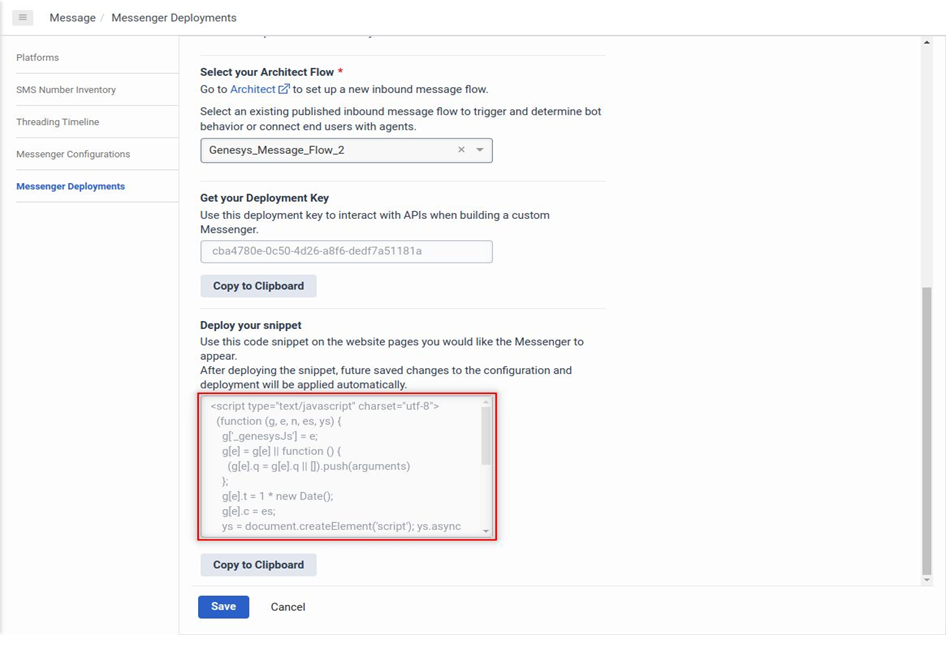 Message / Messenger Deployments
Platforms
SMS Number Inventory
Threading Timeline
Messenger Configurations
Messenger Deployments
Select your Architect Flow *
Go to Architect to set up a new inbound message flow.
Select an existing published inbound message flow to trigger and determine bot
behavior or connect end users with agents.
Genesys_Message_Flow_2
Get your Deployment Key
Use this deployment key to interact with APIs when building a custom
Messenger.
cba4780e-0c50-4d26-a8f6-dedf7a51181a
Copy to Clipboard
Deploy your snippet
Use this code snippet on the website pages you would like the Messenger to
appear.
After deploying the snippet, future saved changes to the configuration and
deployment will be applied automatically.
<script type="text/javascript" charset="utf-8">
(function (g, e, n, es, ys) {
g['_genesysJs'] = e;
g[e] = g[e] || function () {
(g[e].q = g[e].q || []).push(arguments)
};
g[e].t = 1 * new Date();
g[e].c = es;
ys = document.createElement('script'); ys.async
Copy to Clipboard
Save Cancel